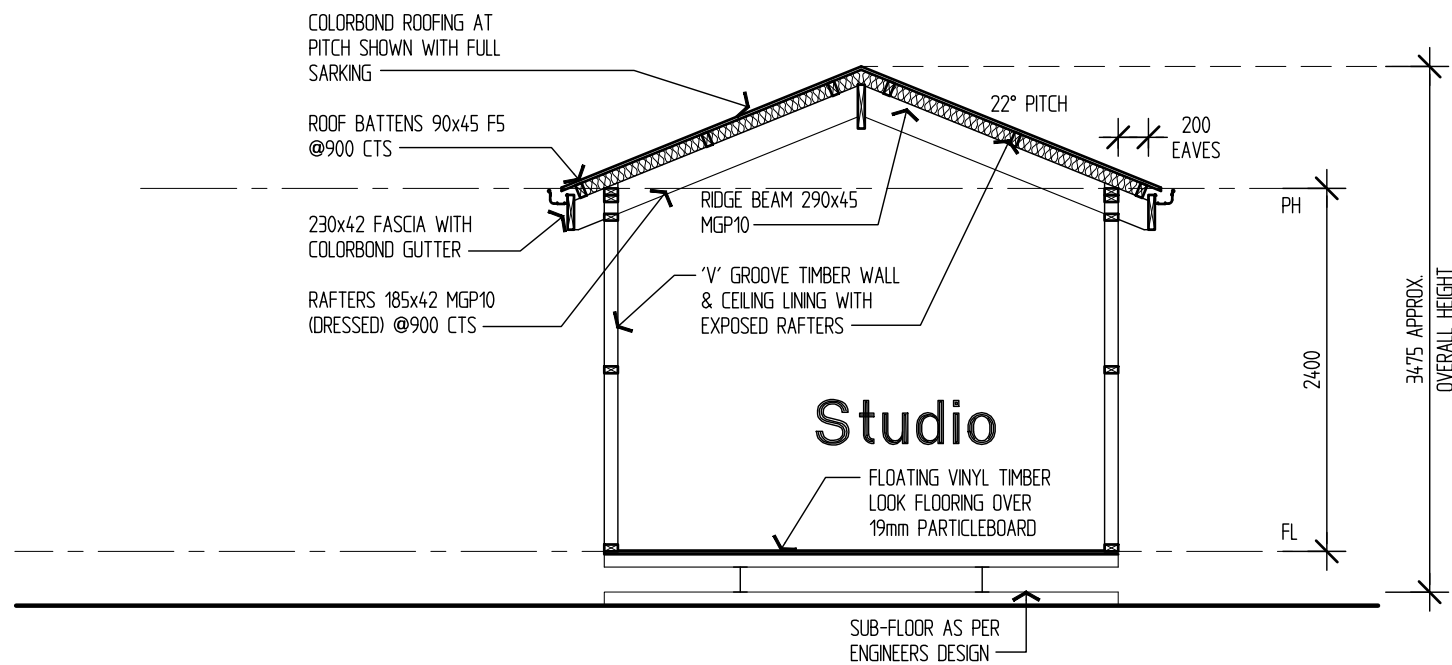 COLORBOND ROOFING AT
PITCH SHOWN WITH FULL
SARKING
ROOF BATTENS 90x45 F5
@900 CTS
230x42 FASCIA WITH
COLORBOND GUTTER
RAFTERS 185x42 MGP10
(DRESSED) @900 CTS
22° PITCH
200
EAVES
RIDGE BEAM 290x45
MGP10
'V' GROOVE TIMBER WALL
& CEILING LINING WITH
EXPOSED RAFTERS
Studio
FLOATING VINYL TIMBER
LOOK FLOORING OVER
19mm PARTICLEBOARD
SUB-FLOOR AS PER
ENGINEERS DESIGN
PH
FL
2400
3475 APPROX.
OVERALL HEIGHT